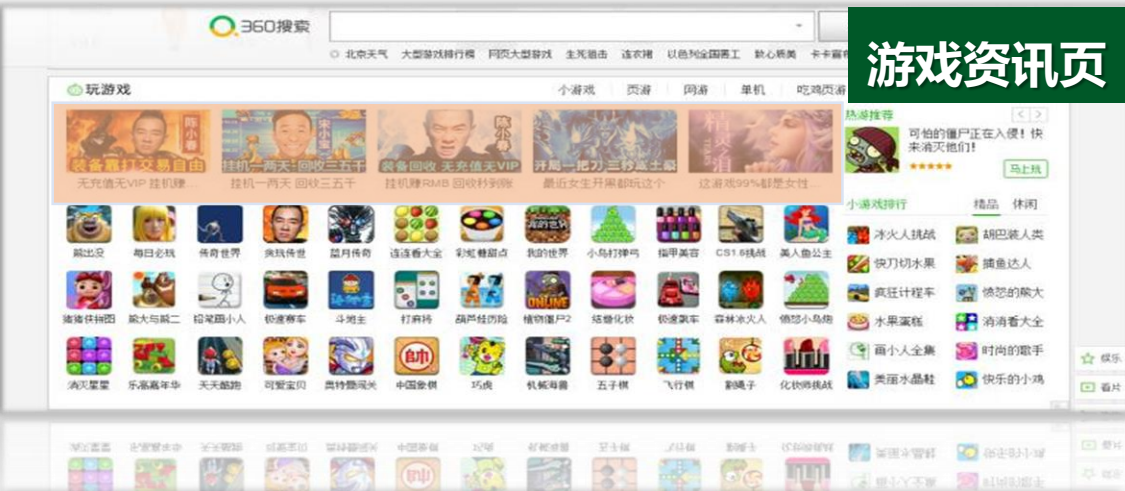 360搜索
游戏资讯页
北京天气 大型游戏排行榜 网页大型游戏 生死狙击 连衣裙 以色列全国罢工
玩游戏
小游戏 页游 网游 单机 吃鸡页游
热游推荐
陈小春 宋小宝 陈小春
装备靠打交易自由 挂机一两天 回收三五千 装备回收 无充值无VIP 开局一把刀 三秒变土豪
无充值无VIP 挂机赚... 挂机一两天 回收三五千 挂机赚RMB 回收秒到账 最近女生开黑都玩这个 这游戏99%都是女性...
可怕的僵尸正在入侵！快
来消灭他们！
马上玩
小游戏排行 精品 休闲
熊出没 每日必玩 传奇世界 疯玩传世 蓝月传奇 连连看大全 彩虹糖甜点 我的世界 小鸟打弹弓 指甲美容 CS1.6挑战 美人鱼公主
冰火人挑战 胡巴装人类
快刀切水果 捕鱼达人
猪猪侠拼图 熊大与熊二 铅笔画小人 极速赛车 斗地主 打麻将 葫芦娃历险 植物僵尸2 结婚化妆 极速飘车 森林冰火人 愤怒小鸟炮
疯狂计程车 愤怒的熊大
水果蛋糕 消消看大全
画小人全集 时尚的歌手
美丽水晶鞋 快乐的小鸡
消灭星星 乐高嘉年华 天天酷跑 可爱宝贝 奥特曼闯关 中国象棋 巧虎 机械海兽 五子棋 飞行棋 割绳子 化妆师挑战
娱乐
看片